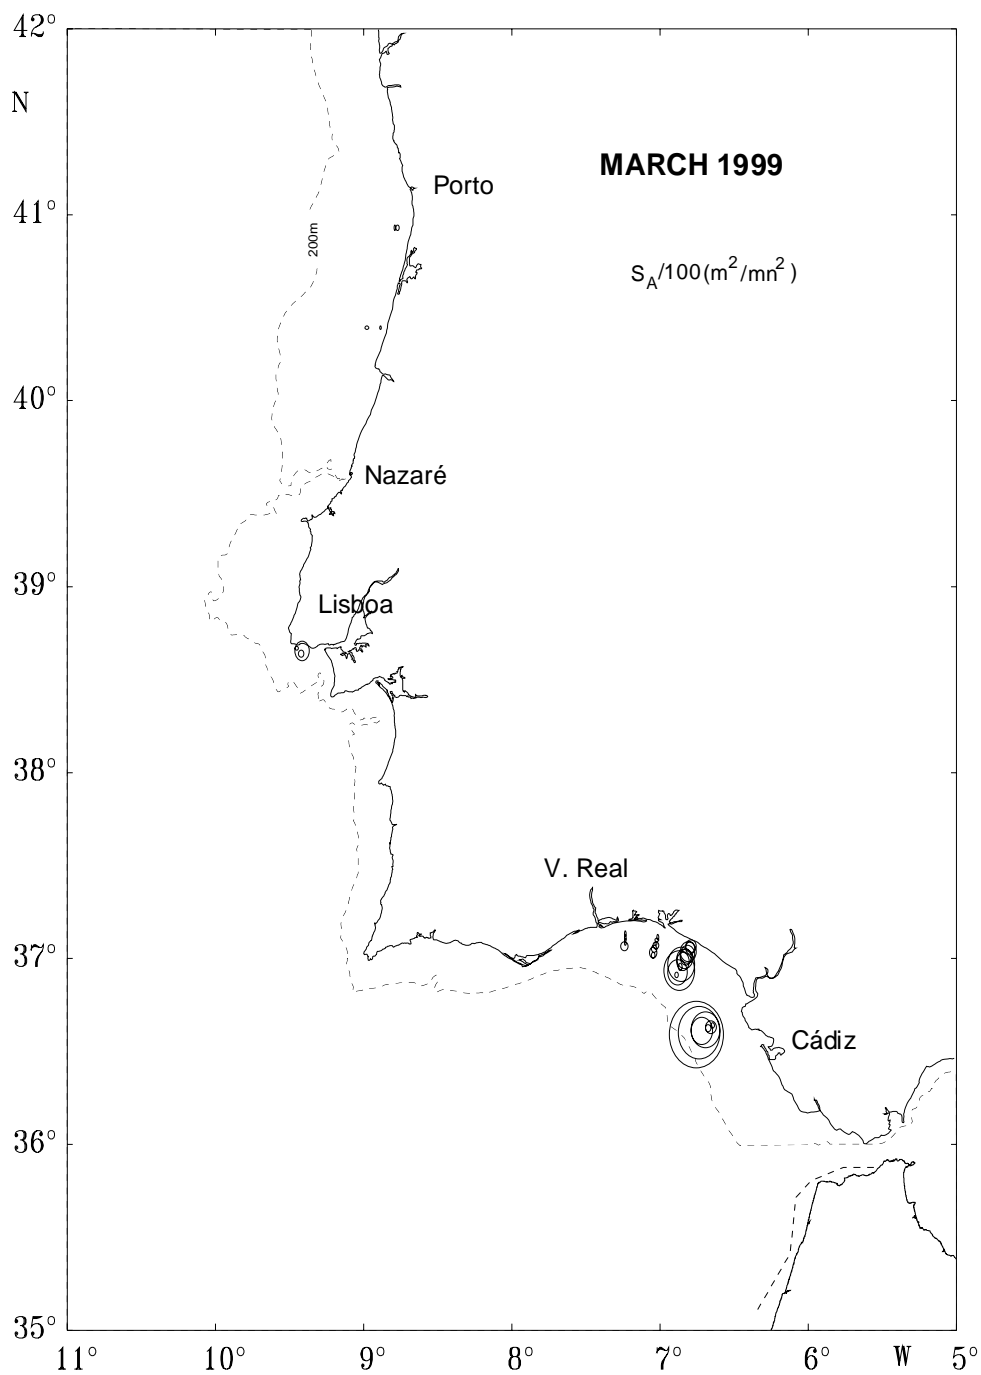 42°
N
MARCH 1999
Porto
41°
200m
S_A/100(m²/mn²)
40°
Nazaré
39°
Lisboa
38°
V. Real
37°
Cádiz
36°
35°
11° 10° 9° 8° 7° W 5°